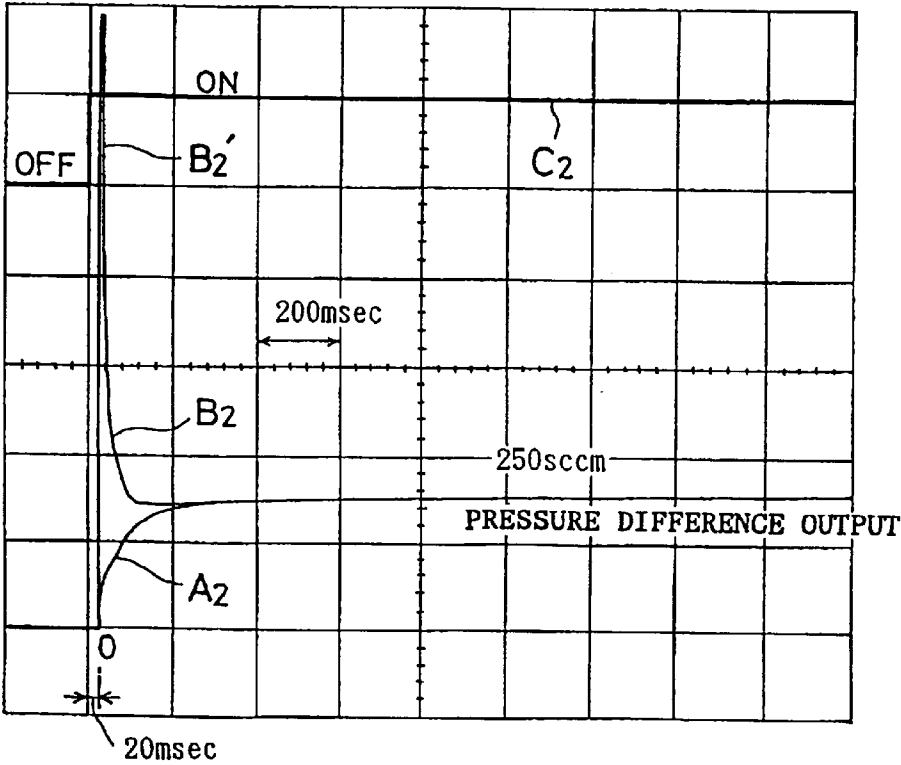 ON
OFF
B2′
C2
200msec
B2
250sccm
PRESSURE DIFFERENCE OUTPUT
A2
0
20msec